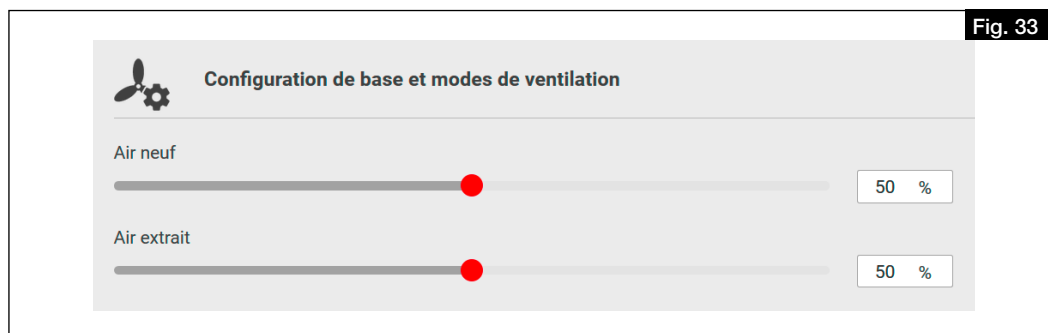 Fig. 33
Configuration de base et modes de ventilation
Air neuf
50 %
Air extrait
50 %